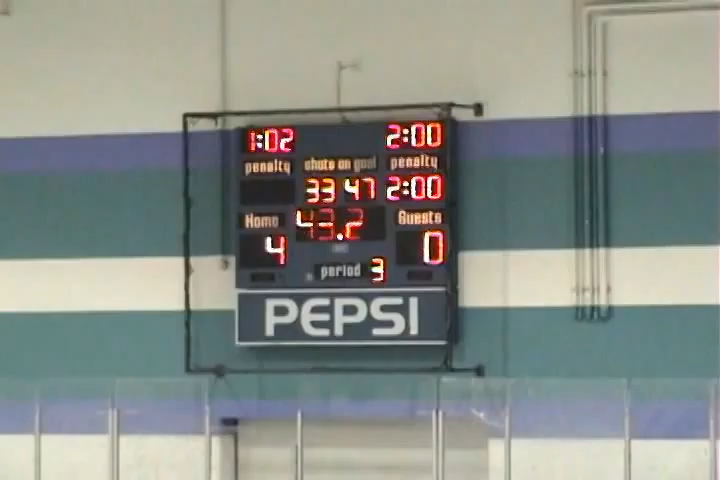 1:02 2:00
penalty shots on goal penalty
33 47 2:00
Home 43.2 Guests
4 0
period 3
PEPSI